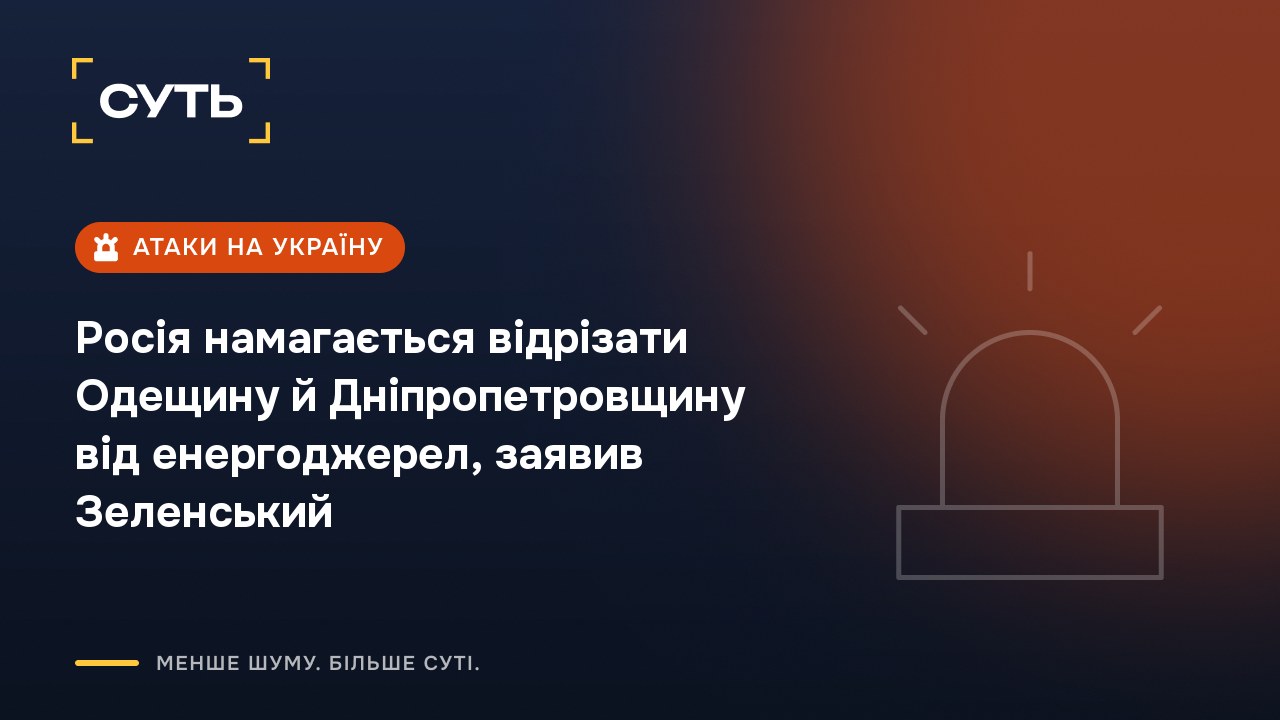 СУТЬ
АТАКИ НА УКРАЇНУ
Росія намагається відрізати
Одещину й Дніпропетровщину
від енергоджерел, заявив
Зеленський
МЕНШЕ ШУМУ. БІЛЬШЕ СУТІ.